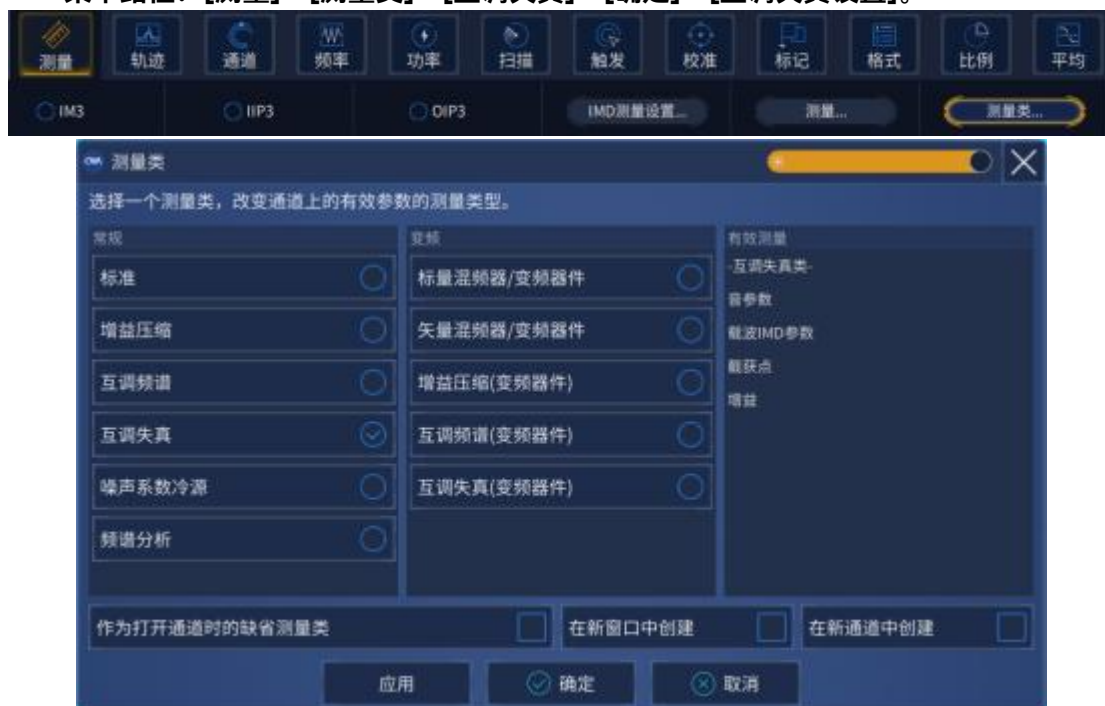 菜单路径：[测量]→[测量类]→[互调失真]→[确定]→[互调失真设置]。
测量 轨迹 通道 频率 功率 扫描 触发 校准 标记 格式 比例 平均
IM3 IIP3 OIP3 IMD测量设置... 测量... 测量类...
测量类
选择一个测量类，改变通道上的有效参数的测量类型。
常规 变频 有效测量
标准 标量混频器/变频器件 -互调失真类-
音参数
增益压缩 矢量混频器/变频器件 载波IMD参数
截获点
互调频谱 增益压缩(变频器件) 增益
互调失真 互调频谱(变频器件)
噪声系数冷源 互调失真(变频器件)
频谱分析
作为打开通道时的缺省测量类 在新窗口中创建 在新通道中创建
应用 确定 取消